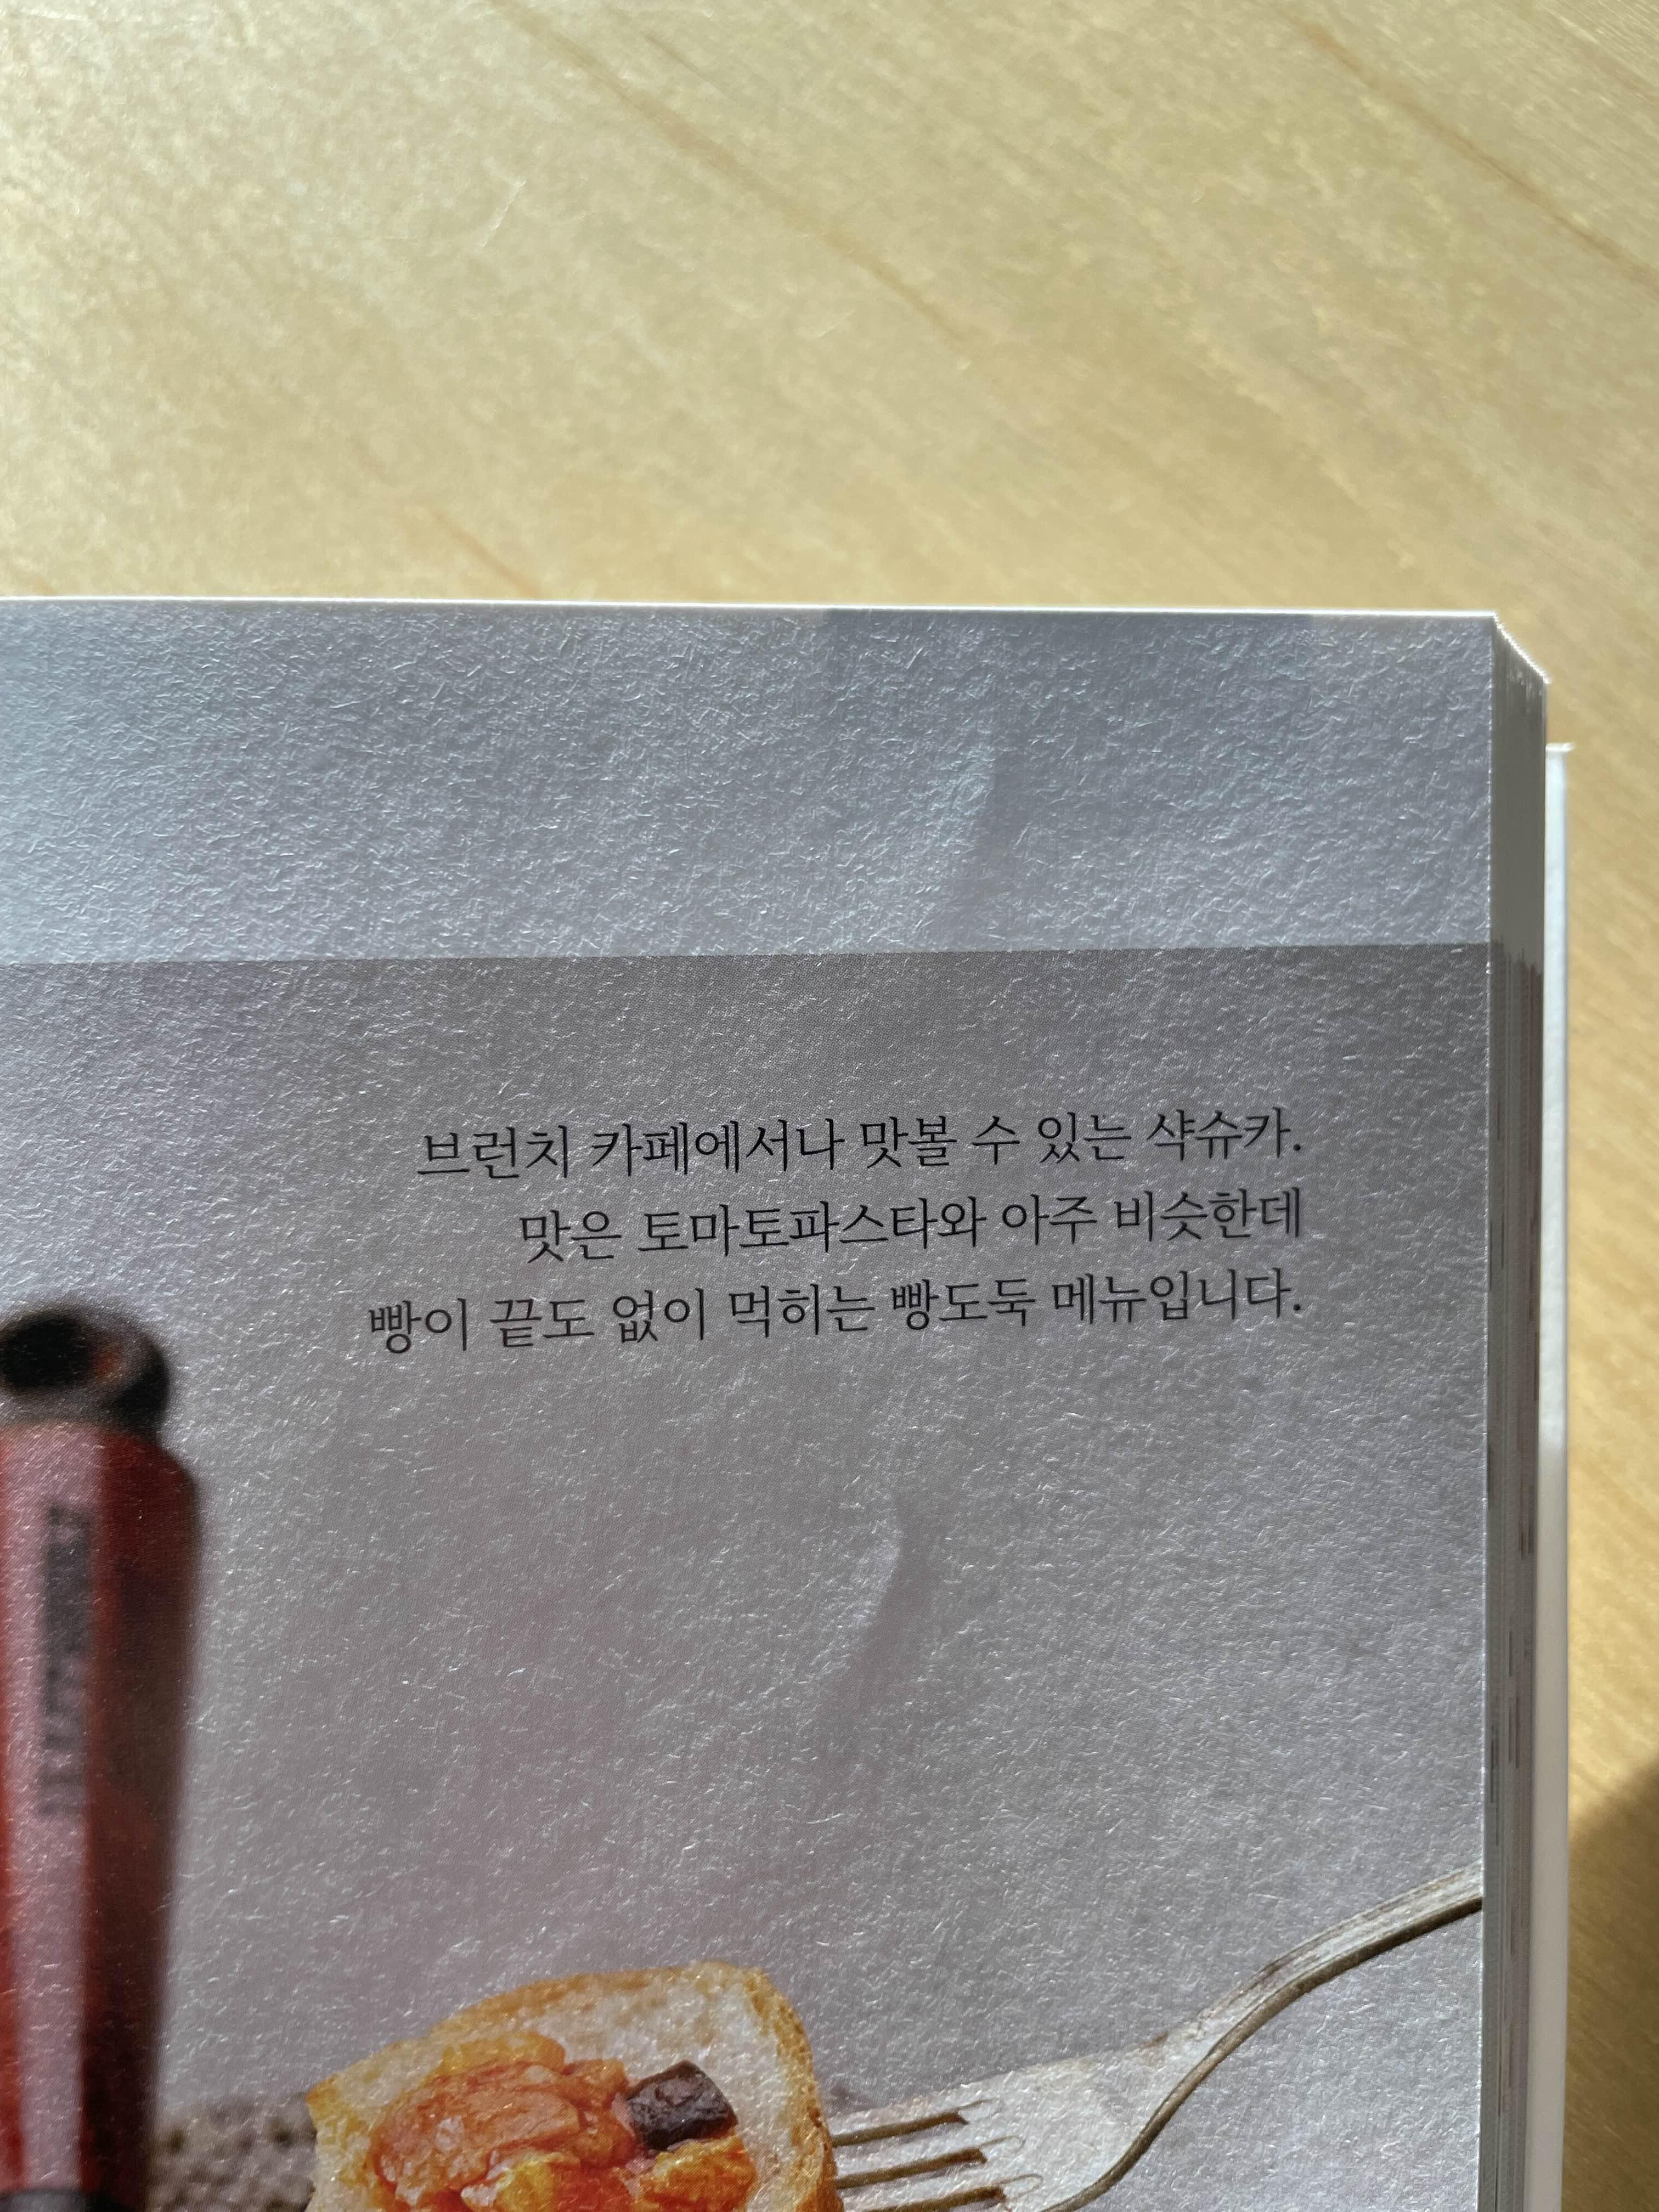 브런치 카페에서나 맛볼 수 있는 샥슈카.
맛은 토마토파스타와 아주 비슷한데
빵이 끝도 없이 먹히는 빵도둑 메뉴입니다.